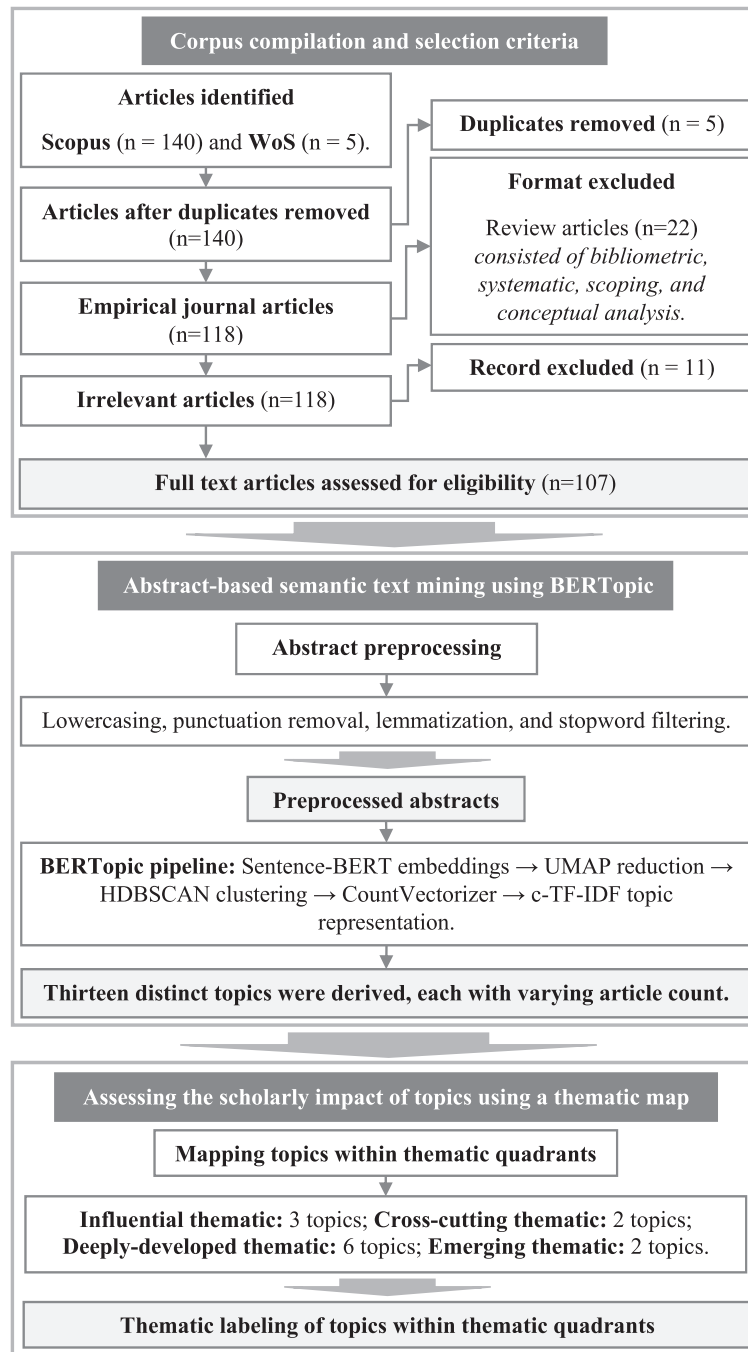 Corpus compilation and selection criteria
Articles identified
Scopus (n = 140) and WoS (n = 5).
Duplicates removed (n = 5)
Articles after duplicates removed
(n=140)
Format excluded
Review articles (n=22)
consisted of bibliometric,
systematic, scoping, and
conceptual analysis.
Empirical journal articles
(n=118)
Record excluded (n = 11)
Irrelevant articles (n=118)
Full text articles assessed for eligibility (n=107)
Abstract-based semantic text mining using BERTopic
Abstract preprocessing
Lowercasing, punctuation removal, lemmatization, and stopword filtering.
Preprocessed abstracts
BERTopic pipeline: Sentence-BERT embeddings → UMAP reduction →
HDBSCAN clustering → CountVectorizer → c-TF-IDF topic
representation.
Thirteen distinct topics were derived, each with varying article count.
Assessing the scholarly impact of topics using a thematic map
Mapping topics within thematic quadrants
Influential thematic: 3 topics; Cross-cutting thematic: 2 topics;
Deeply-developed thematic: 6 topics; Emerging thematic: 2 topics.
Thematic labeling of topics within thematic quadrants